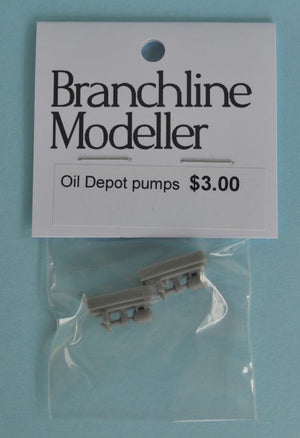 Branchline
Modeller
Oil Depot pumps $3.00